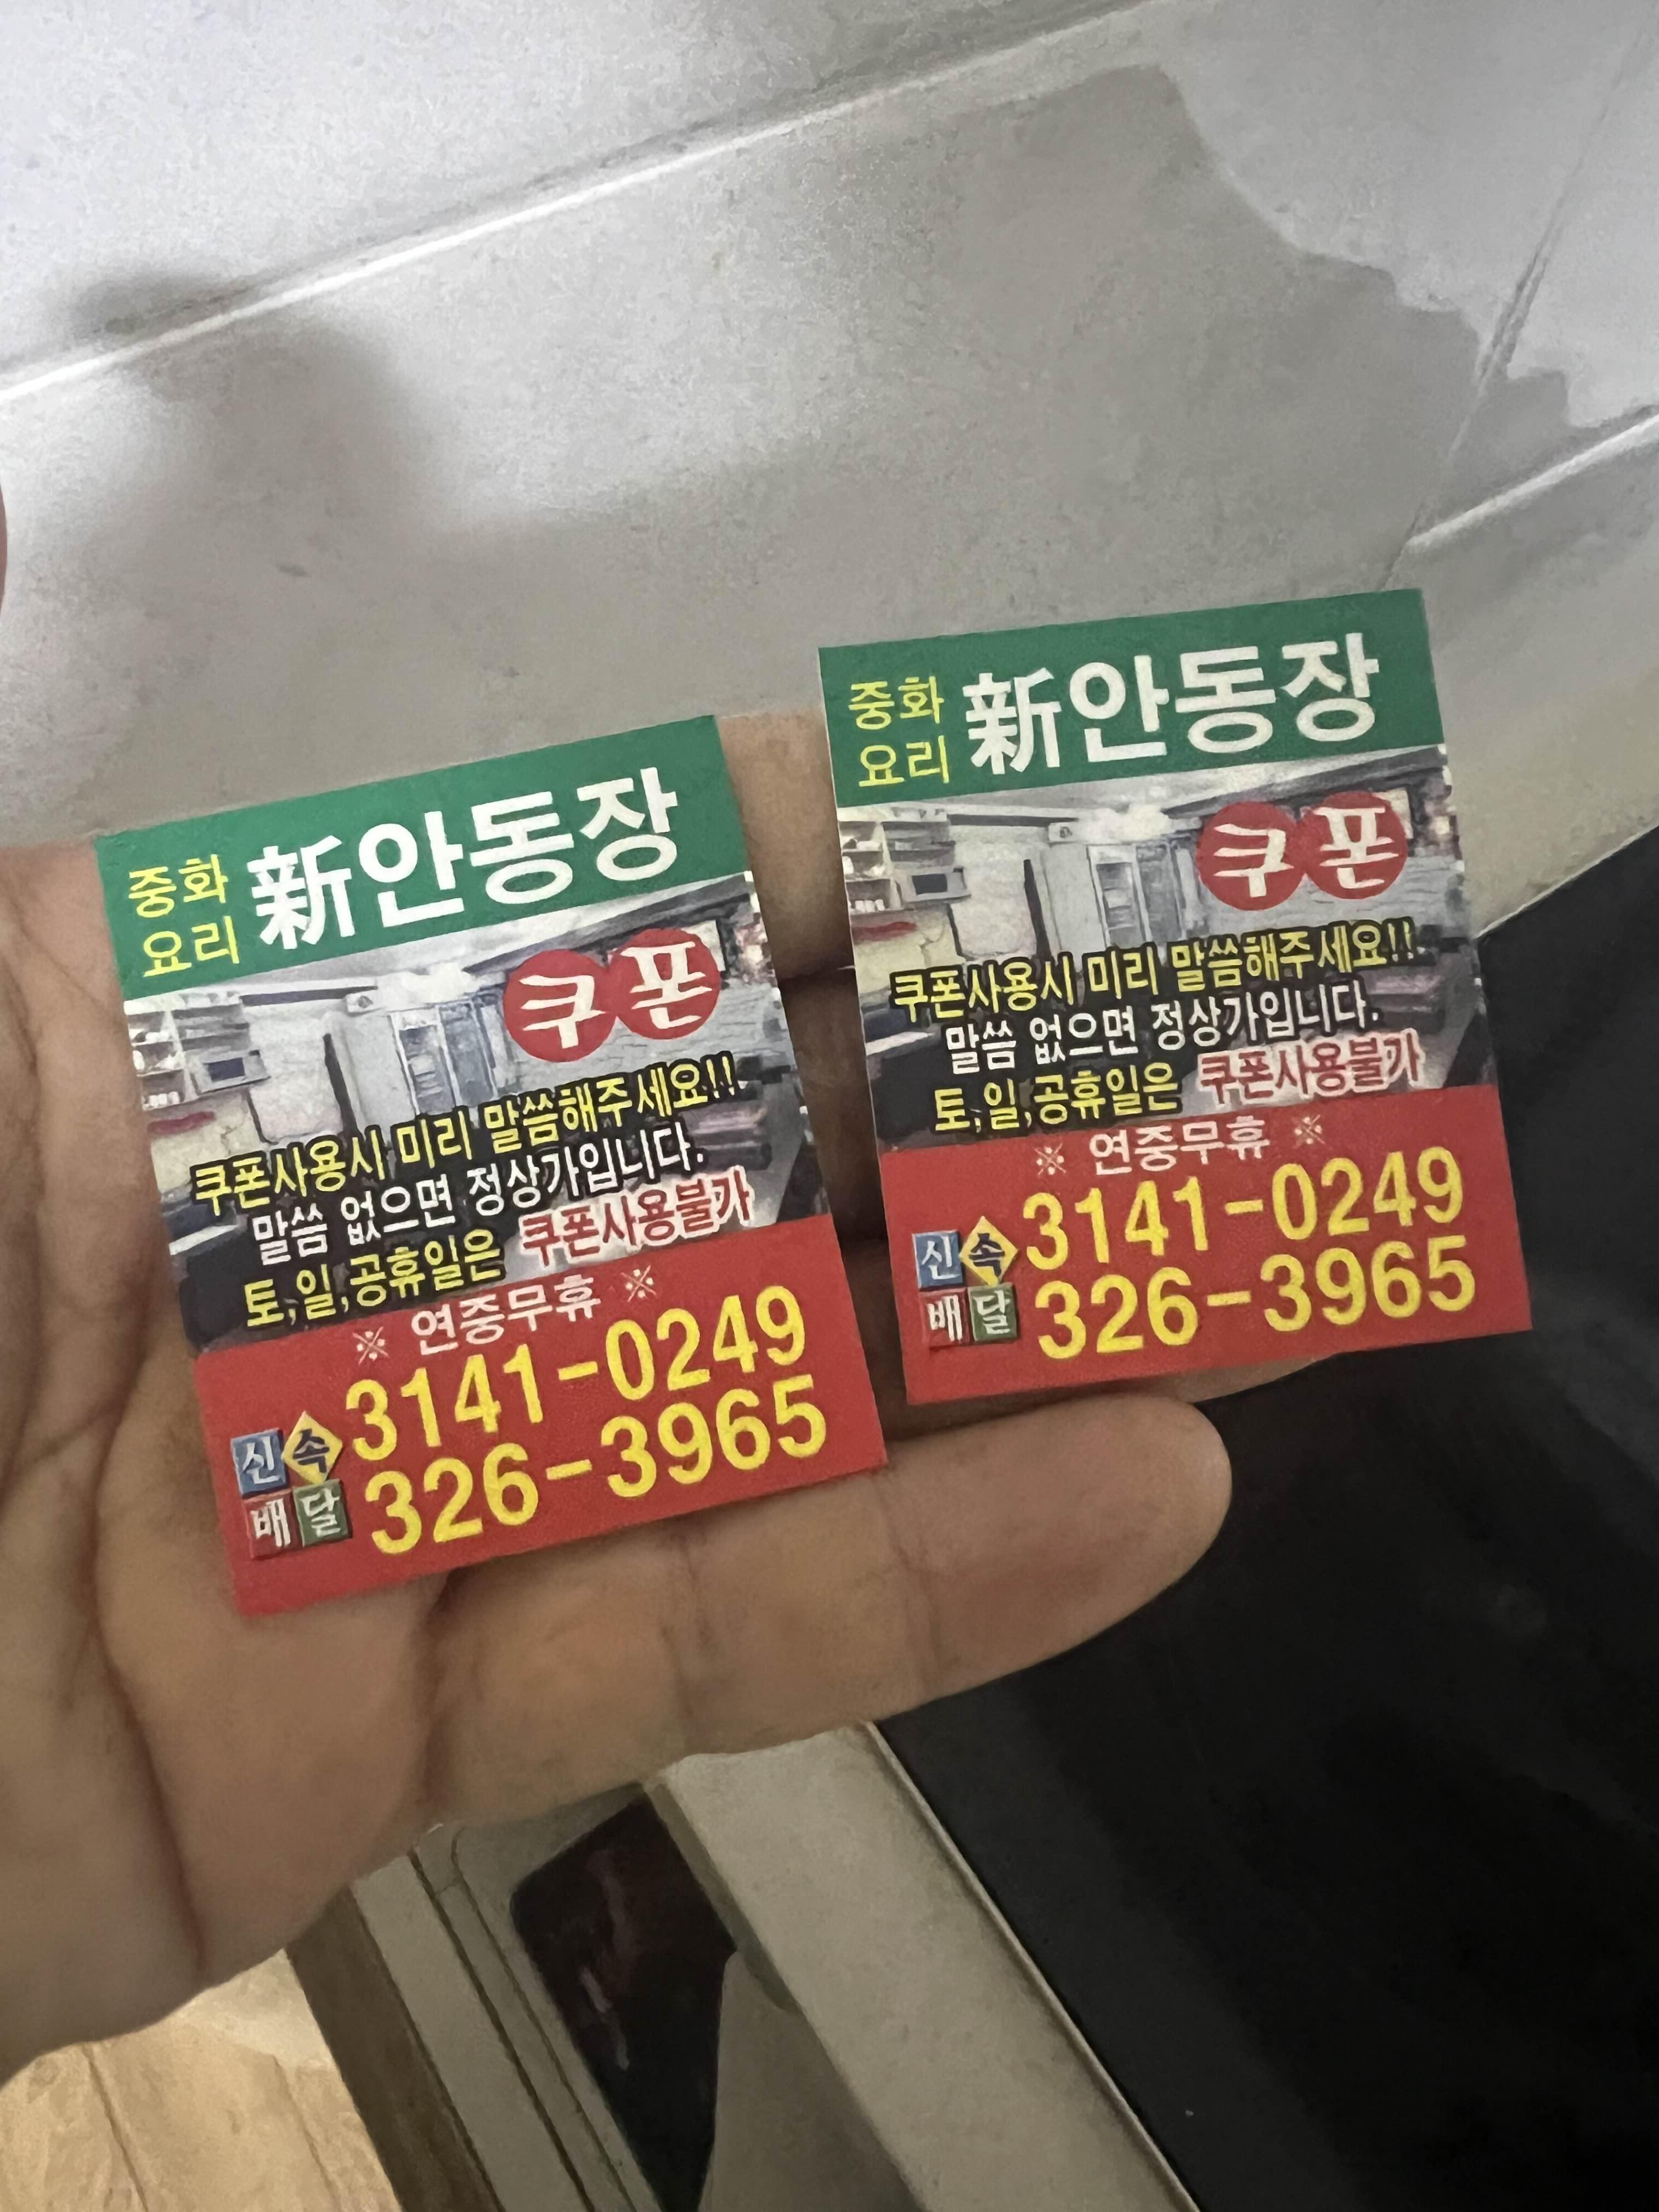 중화
요리
新안동장
쿠폰
쿠폰사용시 미리 말씀해주세요!!
말씀 없으면 정상가입니다.
토,일,공휴일은 쿠폰사용불가
※ 연중무휴 ※
신속
배달
3141-0249
326-3965
중화
요리
新안동장
쿠폰
쿠폰사용시 미리 말씀해주세요!!
말씀 없으면 정상가입니다.
토,일,공휴일은 쿠폰사용불가
※ 연중무휴 ※
신속
배달
3141-0249
326-3965